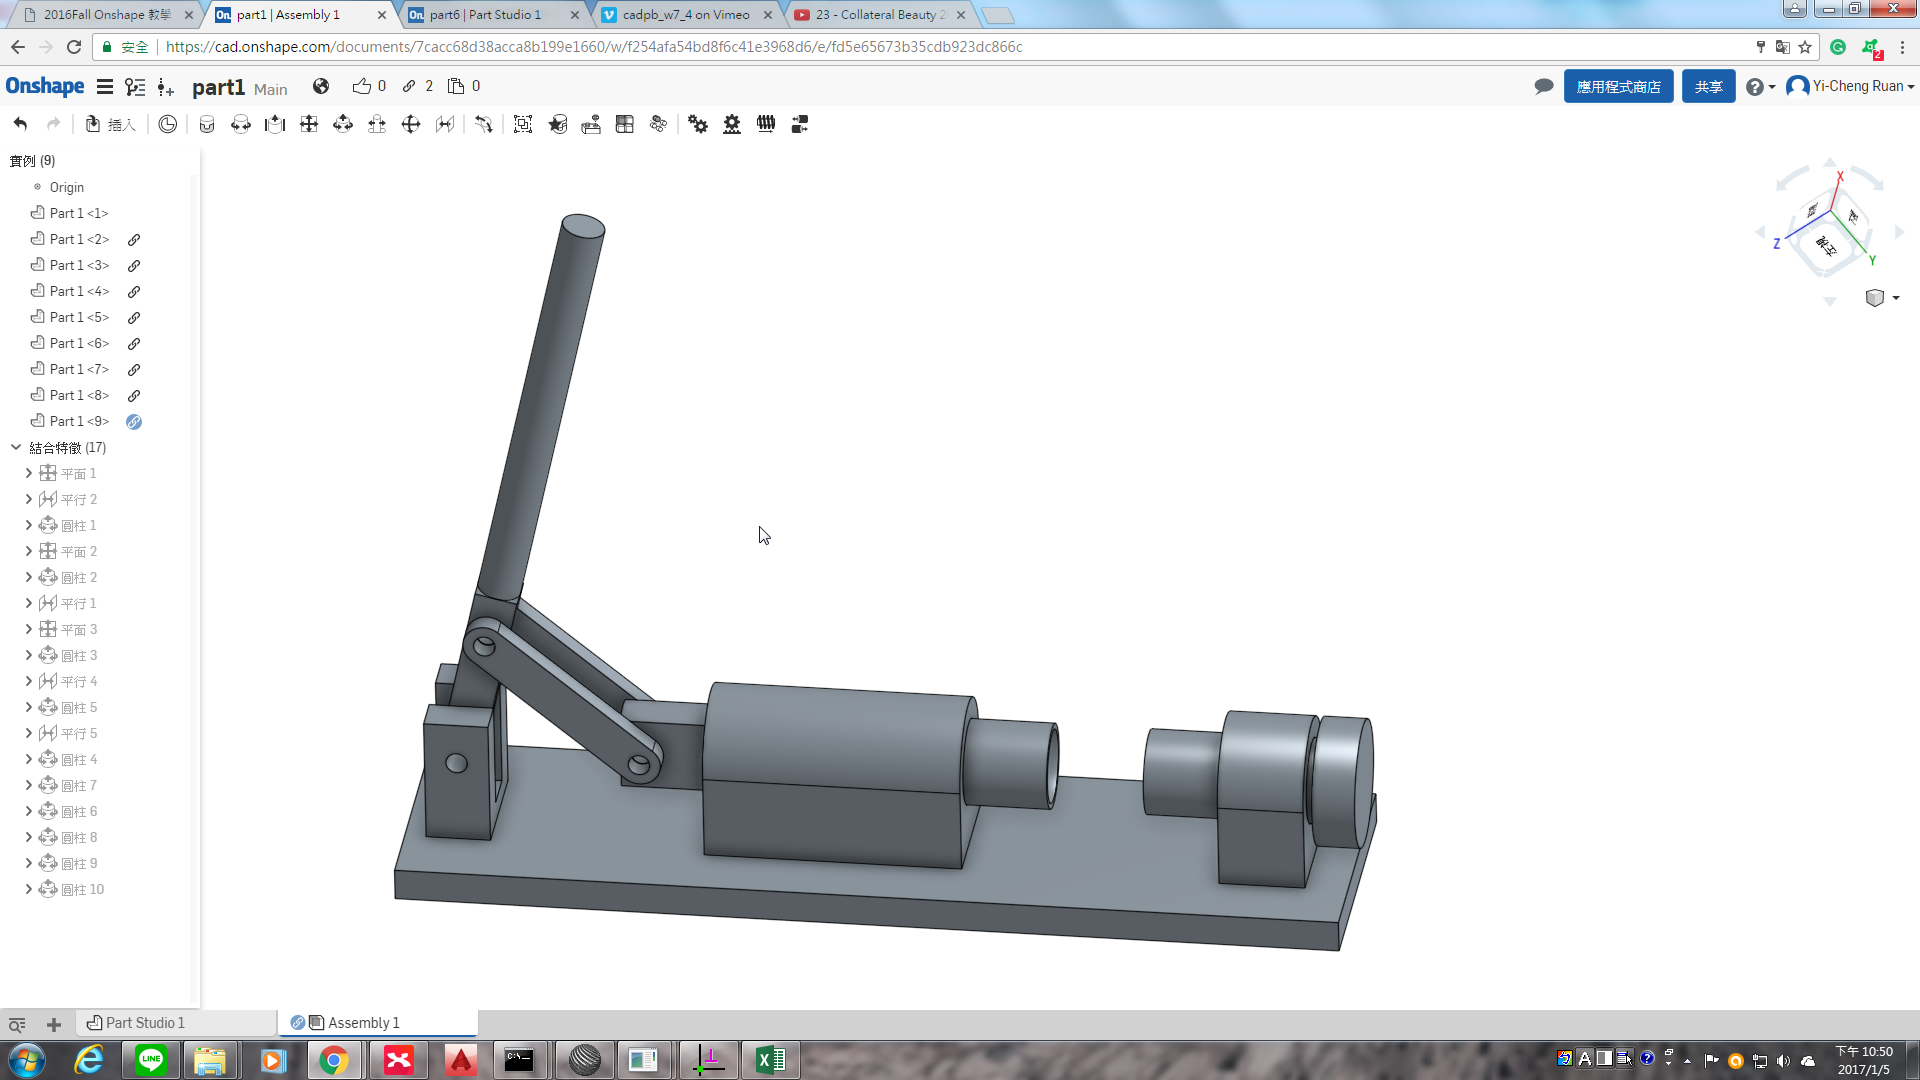 2016Fall Onshape 教學
part1 | Assembly 1
part6 | Part Studio 1
cadpb_w7_4 on Vimeo
23 - Collateral Beauty 2
安全
https://cad.onshape.com/documents/7cacc68d38acca8b199e1660/w/f254afa54bd8f6c41e3968d6/e/fd5e65673b35cdb923dc866c
2
Onshape
part1 Main
0
2
0
應用程式商店
共享
Yi-Cheng Ruan
插入
實例 (9)
Origin
Part 1 <1>
Part 1 <2>
Part 1 <3>
Part 1 <4>
Part 1 <5>
Part 1 <6>
Part 1 <7>
Part 1 <8>
Part 1 <9>
結合特徵 (17)
平面 1
平行 2
圓柱 1
平面 2
圓柱 2
平行 1
平面 3
圓柱 3
平行 4
圓柱 5
平行 5
圓柱 4
圓柱 7
圓柱 6
圓柱 8
圓柱 9
圓柱 10
X
Z
Y
Part Studio 1
Assembly 1
LINE
C:\
A
下午 10:50
2017/1/5